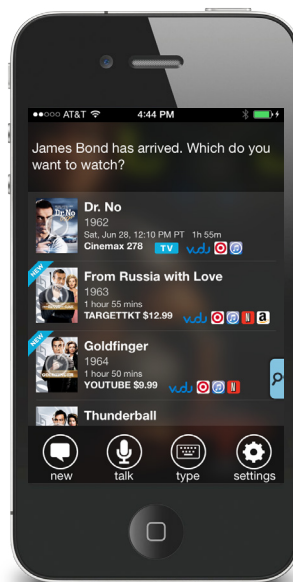 AT&T 4:44 PM
James Bond has arrived. Which do you
want to watch?
Dr. No
1962
Sat, Jun 28, 12:10 PM PT 1h 55m
Cinemax 278 TV vudu
NEW
From Russia with Love
1963
1 hour 55 mins
TARGETTKT $12.99 vudu N a
NEW
Goldfinger
1964
1 hour 50 mins
YOUTUBE $9.99 vudu N
Thunderball
new talk type settings